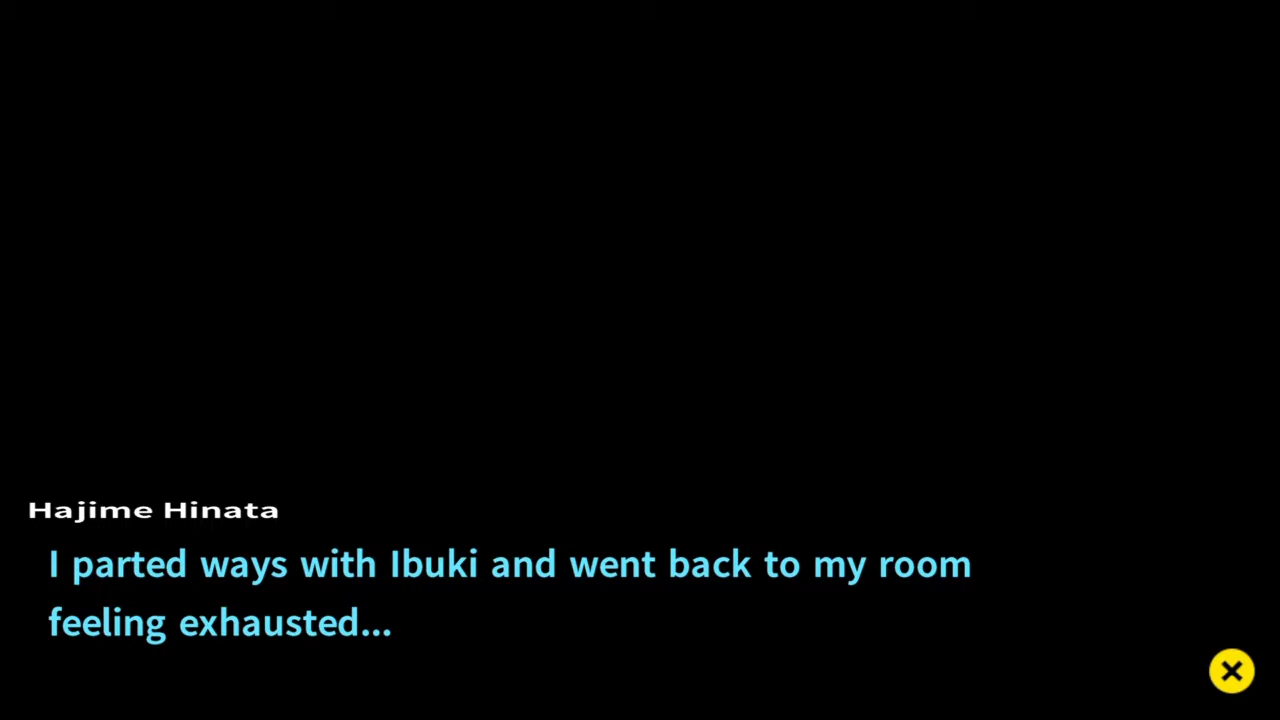 Hajime Hinata
I parted ways with Ibuki and went back to my room
feeling exhausted...